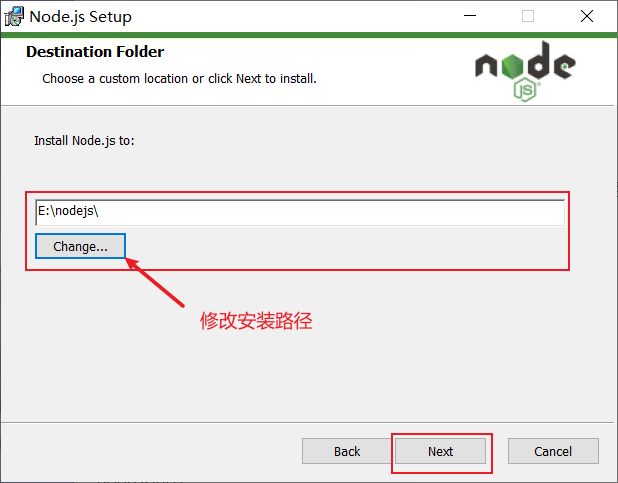 Node.js Setup
Destination Folder
Choose a custom location or click Next to install.
node
JS
Install Node.js to:
E:\nodejs\
Change...
修改安装路径
Back
Next
Cancel